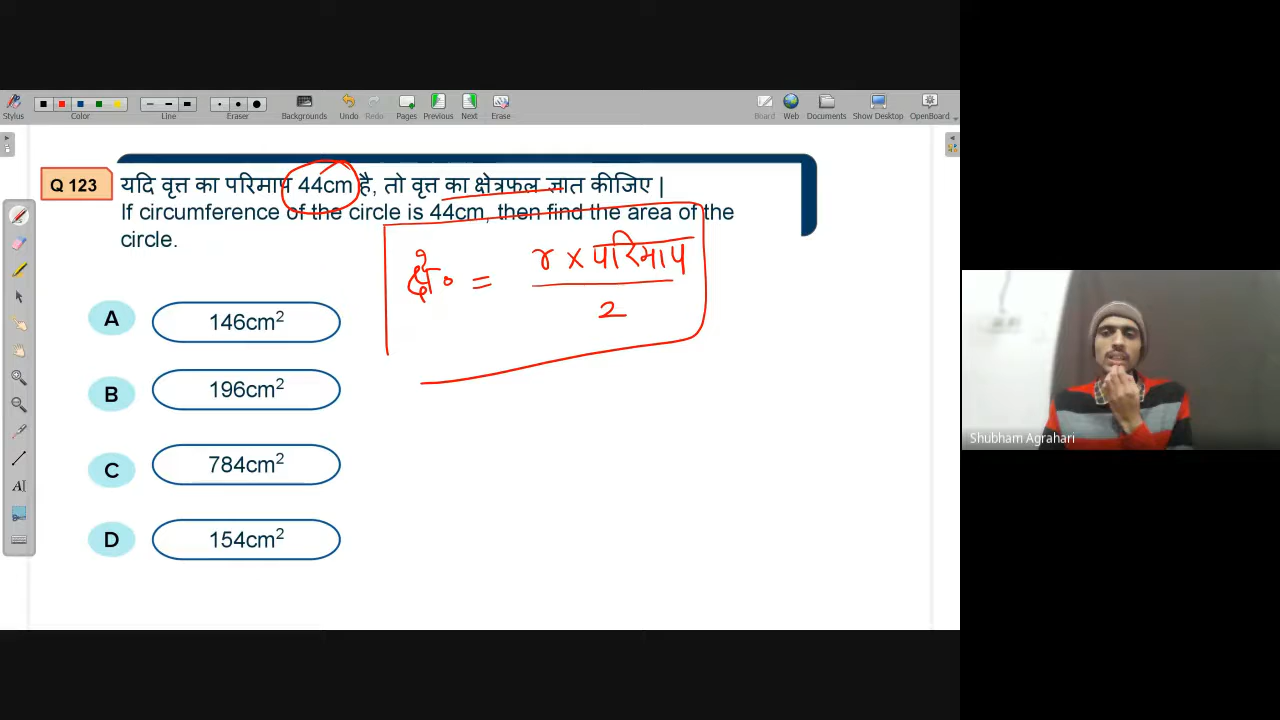 Stylus
Color
Line
Eraser
Backgrounds
Undo
Redo
Pages
Previous
Next
Erase
Board
Web
Documents
Show Desktop
OpenBoard
Q 123
यदि वृत्त का परिमाप 44cm है, तो वृत्त का क्षेत्रफल ज्ञात कीजिए |
If circumference of the circle is 44cm, then find the area of the
circle.
क्षे० = r × परिमाप
2
A
146cm²
B
196cm²
C
784cm²
D
154cm²
Shubham Agrahari